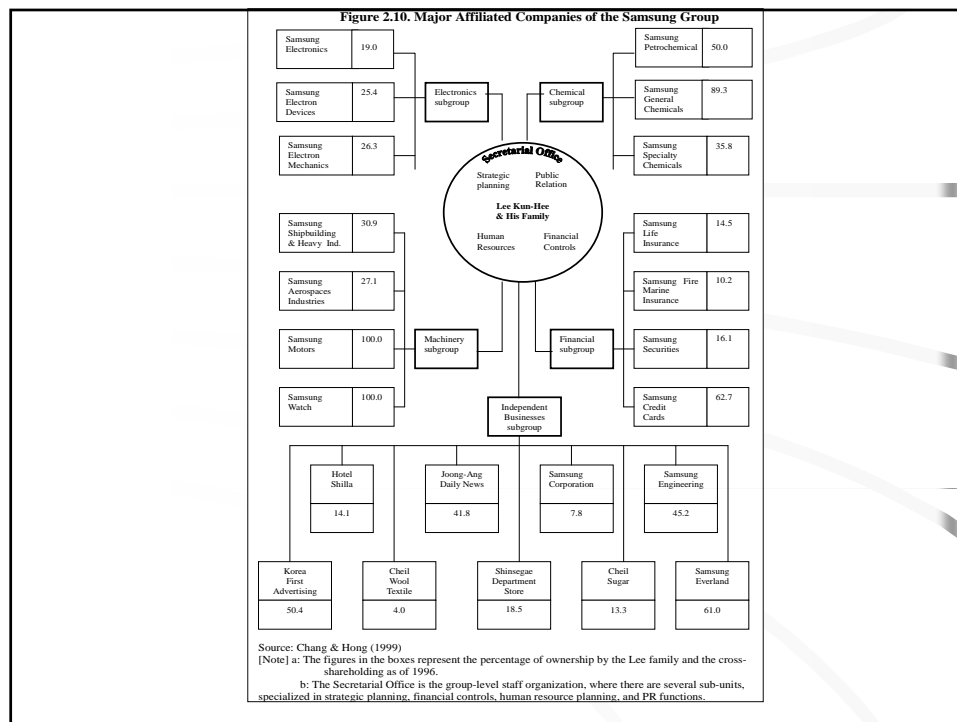 Figure 2.10. Major Affiliated Companies of the Samsung Group
Samsung
Electronics
19.0
Samsung
Electron
Devices
25.4
Samsung
Electron
Mechanics
26.3
Electronics
subgroup
Chemical
subgroup
Samsung
Petrochemical
50.0
Samsung
General
Chemicals
89.3
Samsung
Specialty
Chemicals
35.8
Secretarial Office
Strategic
planning
Public
Relation
Lee Kun-Hee
& His Family
Human
Resources
Financial
Controls
Samsung
Shipbuilding
& Heavy Ind.
30.9
Samsung
Aerospaces
Industries
27.1
Samsung
Motors
100.0
Samsung
Watch
100.0
Machinery
subgroup
Financial
subgroup
Samsung
Life
Insurance
14.5
Samsung Fire
Marine
Insurance
10.2
Samsung
Securities
16.1
Samsung
Credit
Cards
62.7
Independent
Businesses
subgroup
Hotel
Shilla
14.1
Joong-Ang
Daily News
41.8
Samsung
Corporation
7.8
Samsung
Engineering
45.2
Korea
First
Advertising
50.4
Cheil
Wool
Textile
4.0
Shinsegae
Department
Store
18.5
Cheil
Sugar
13.3
Samsung
Everland
61.0
Source: Chang & Hong (1999)
[Note] a: The figures in the boxes represent the percentage of ownership by the Lee family and the cross-
shareholding as of 1996.
b: The Secretarial Office is the group-level staff organization, where there are several sub-units,
specialized in strategic planning, financial controls, human resource planning, and PR functions.